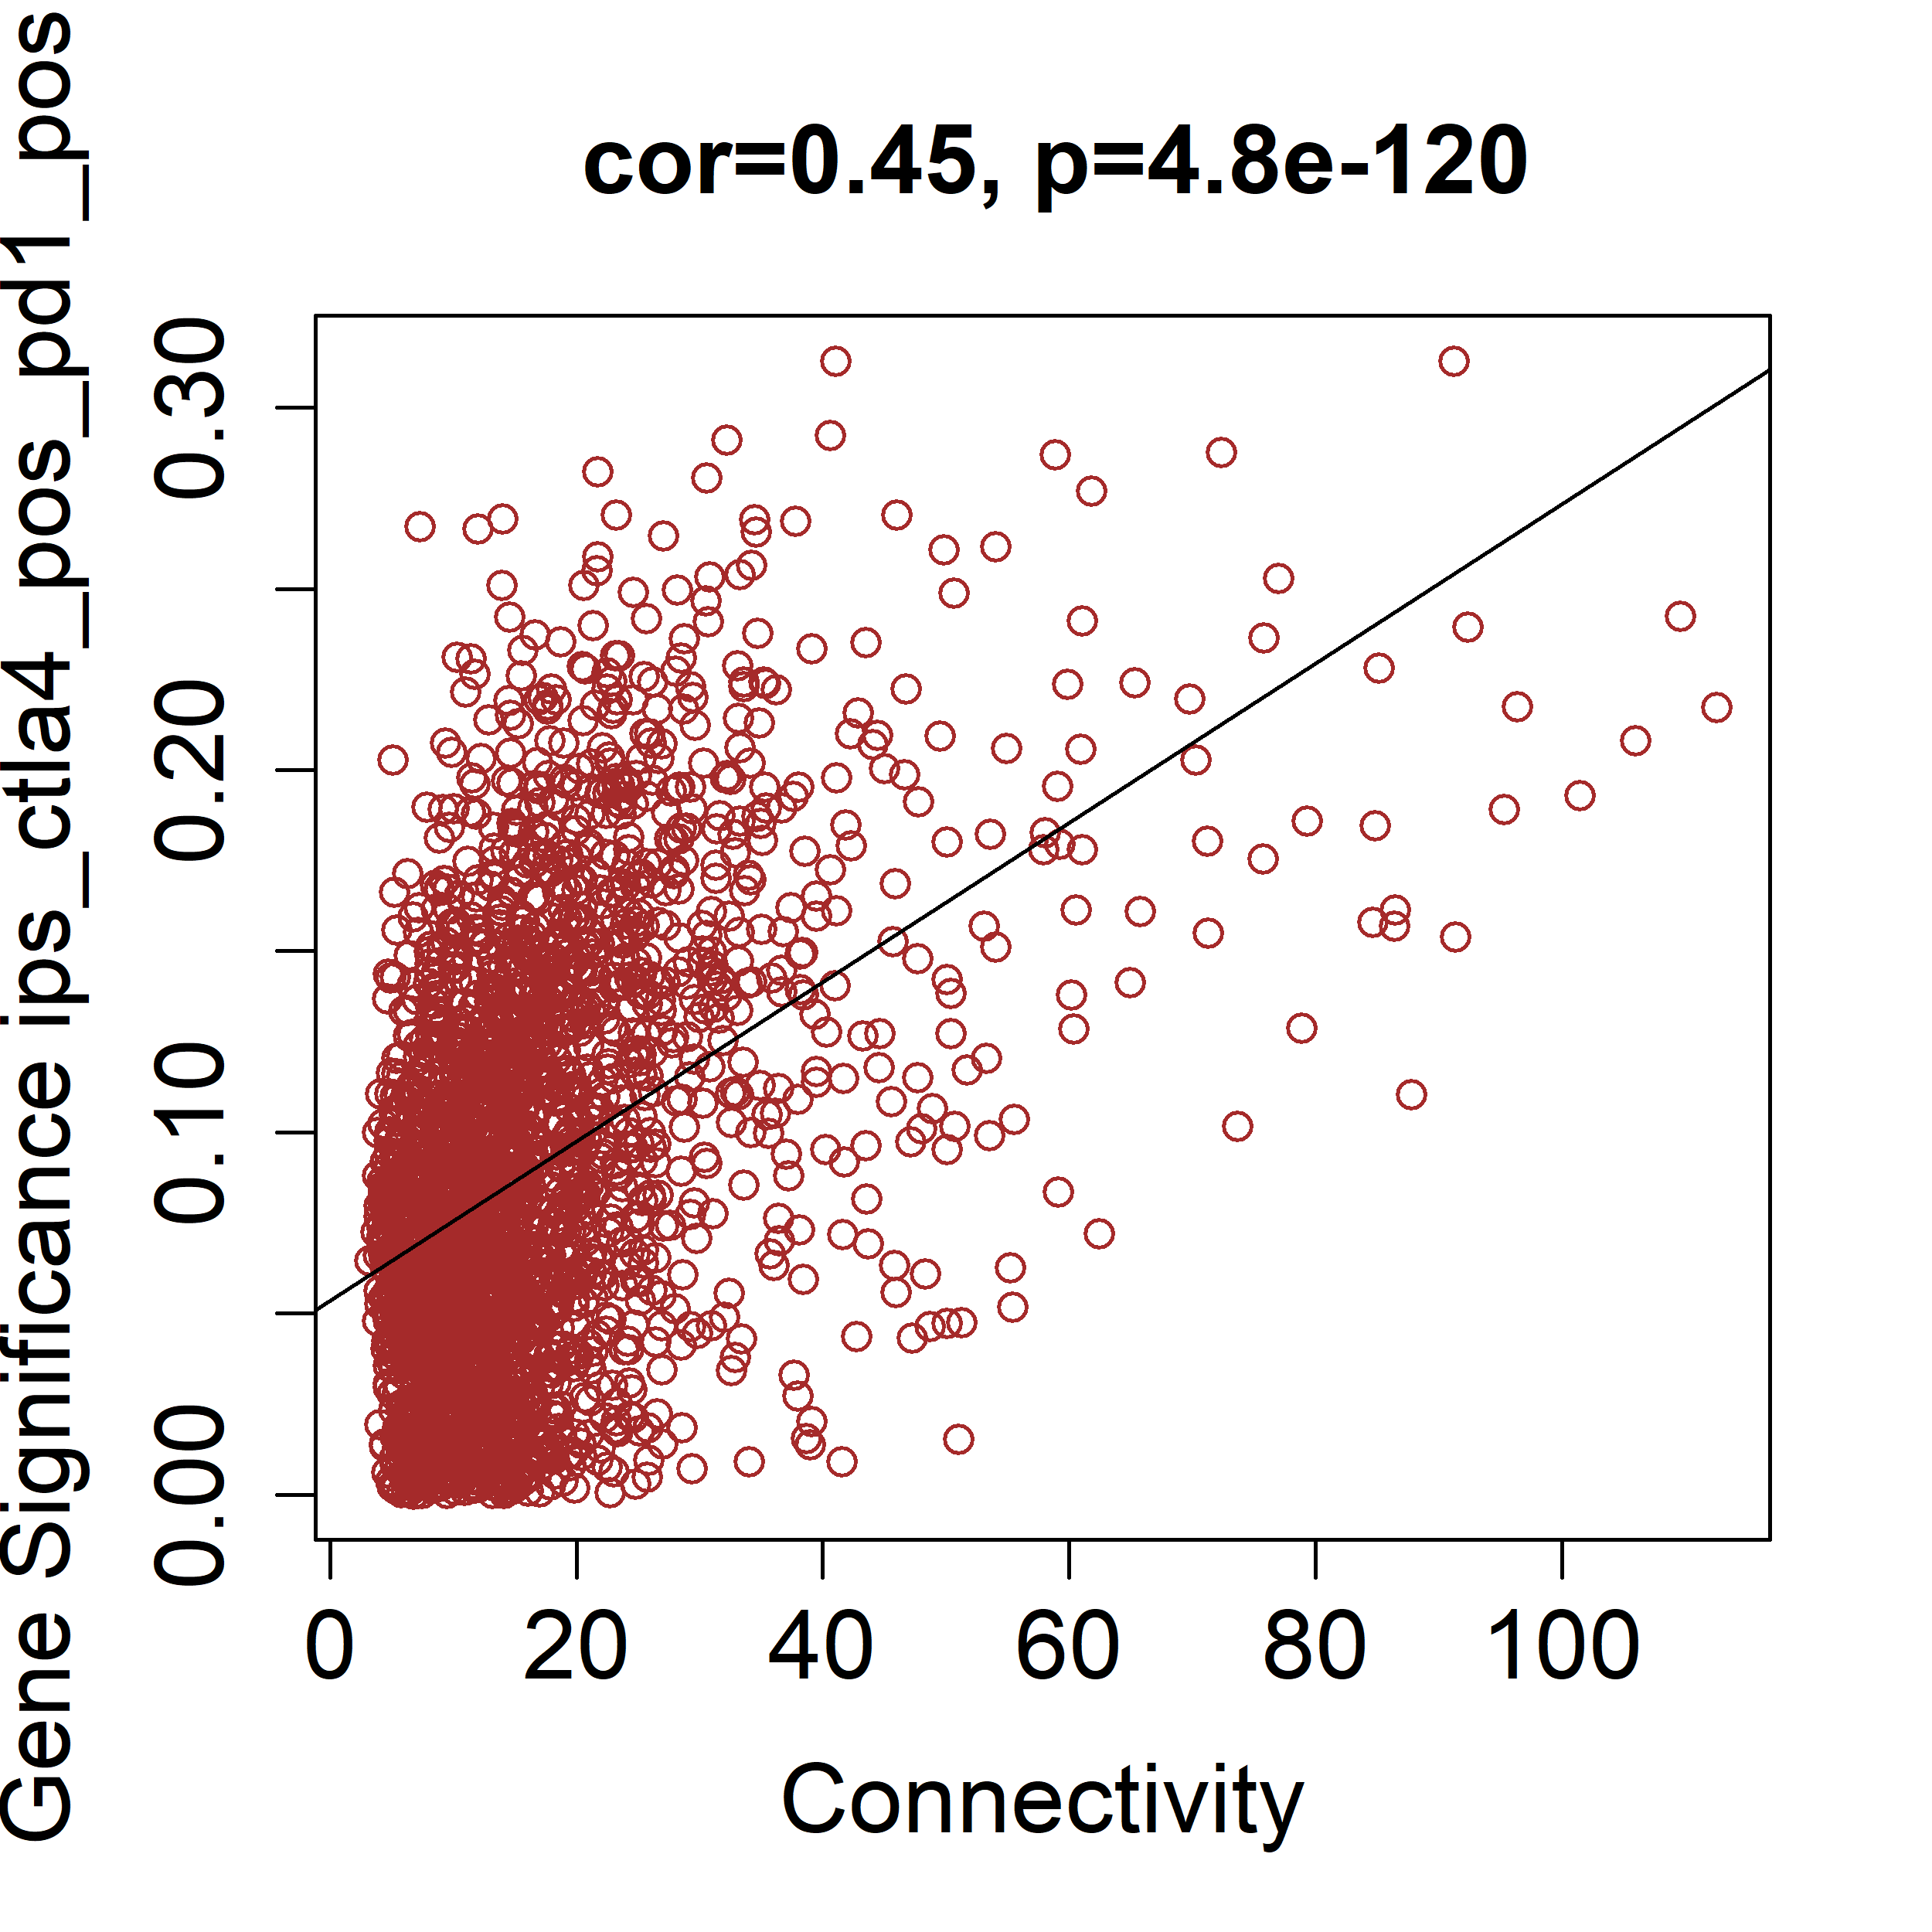 cor=0.45, p=4.8e-120
Gene Significance ips_ctla4_pos_pd1_pos
0.30
0.20
0.10
0.00
0 20 40 60 80 100
Connectivity